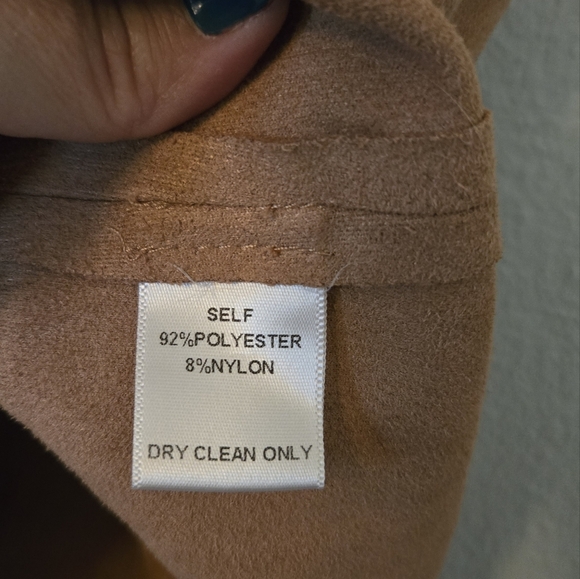 SELF
92%POLYESTER
8%NYLON
DRY CLEAN ONLY